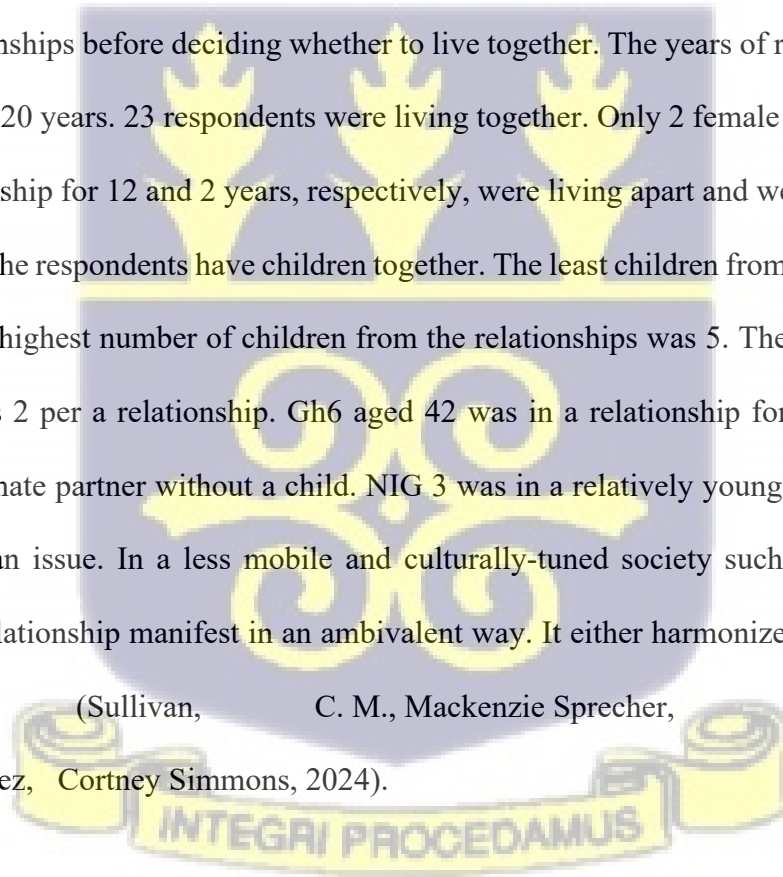 nships before deciding whether to live together. The years of r
20 years. 23 respondents were living together. Only 2 female
ship for 12 and 2 years, respectively, were living apart and we
he respondents have children together. The least children from
highest number of children from the relationships was 5. The
2 per a relationship. Gh6 aged 42 was in a relationship for
nate partner without a child. NIG 3 was in a relatively young
an issue. In a less mobile and culturally-tuned society such
lationship manifest in an ambivalent way. It either harmonize
(Sullivan, C. M., Mackenzie Sprecher,
ez, Cortney Simmons, 2024).
INTEGRI PROCEDAMUS